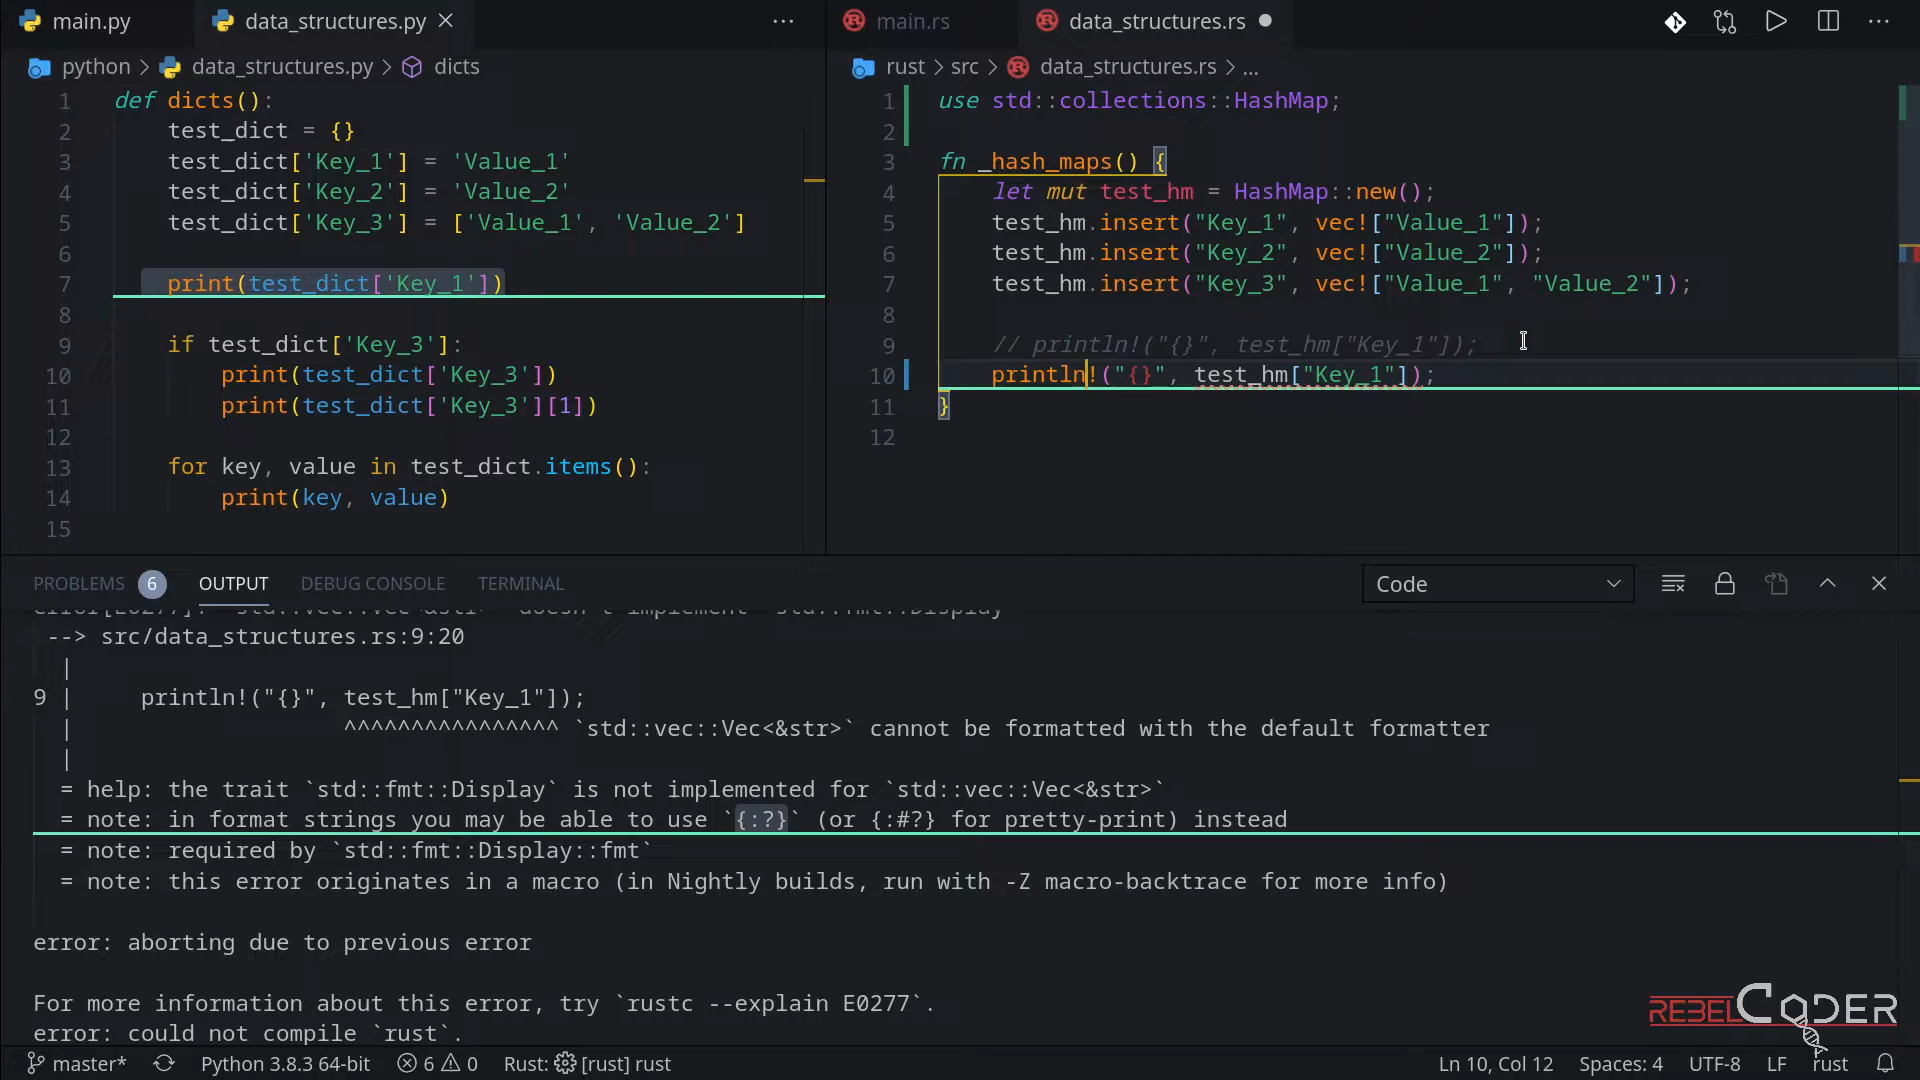 main.py
data_structures.py
main.rs
data_structures.rs
python > data_structures.py > dicts
rust > src > data_structures.rs > ...
1 def dicts():
2 test_dict = {}
3 test_dict['Key_1'] = 'Value_1'
4 test_dict['Key_2'] = 'Value_2'
5 test_dict['Key_3'] = ['Value_1', 'Value_2']
6
7 print(test_dict['Key_1'])
8
9 if test_dict['Key_3']:
10 print(test_dict['Key_3'])
11 print(test_dict['Key_3'][1])
12
13 for key, value in test_dict.items():
14 print(key, value)
15
1 use std::collections::HashMap;
2
3 fn _hash_maps() {
4 let mut test_hm = HashMap::new();
5 test_hm.insert("Key_1", vec!["Value_1"]);
6 test_hm.insert("Key_2", vec!["Value_2"]);
7 test_hm.insert("Key_3", vec!["Value_1", "Value_2"]);
8
9 // println!("{}", test_hm["Key_1"]);
10 println!("{}", test_hm["Key_1"]);
11 }
12
PROBLEMS 6 OUTPUT DEBUG CONSOLE TERMINAL
Code
error[E0277]: `std::vec::Vec<&str>` doesn't implement `std::fmt::Display`
--> src/data_structures.rs:9:20
|
9 | println!("{}", test_hm["Key_1"]);
| ^^^^^^^^^^^^^^^^ `std::vec::Vec<&str>` cannot be formatted with the default formatter
|
= help: the trait `std::fmt::Display` is not implemented for `std::vec::Vec<&str>`
= note: in format strings you may be able to use `{:?}` (or {:#?} for pretty-print) instead
= note: required by `std::fmt::Display::fmt`
= note: this error originates in a macro (in Nightly builds, run with -Z macro-backtrace for more info)
error: aborting due to previous error
For more information about this error, try `rustc --explain E0277`.
error: could not compile `rust`.
REBEL CODER
master* Python 3.8.3 64-bit 6 0 Rust: [rust] rust
Ln 10, Col 12 Spaces: 4 UTF-8 LF rust